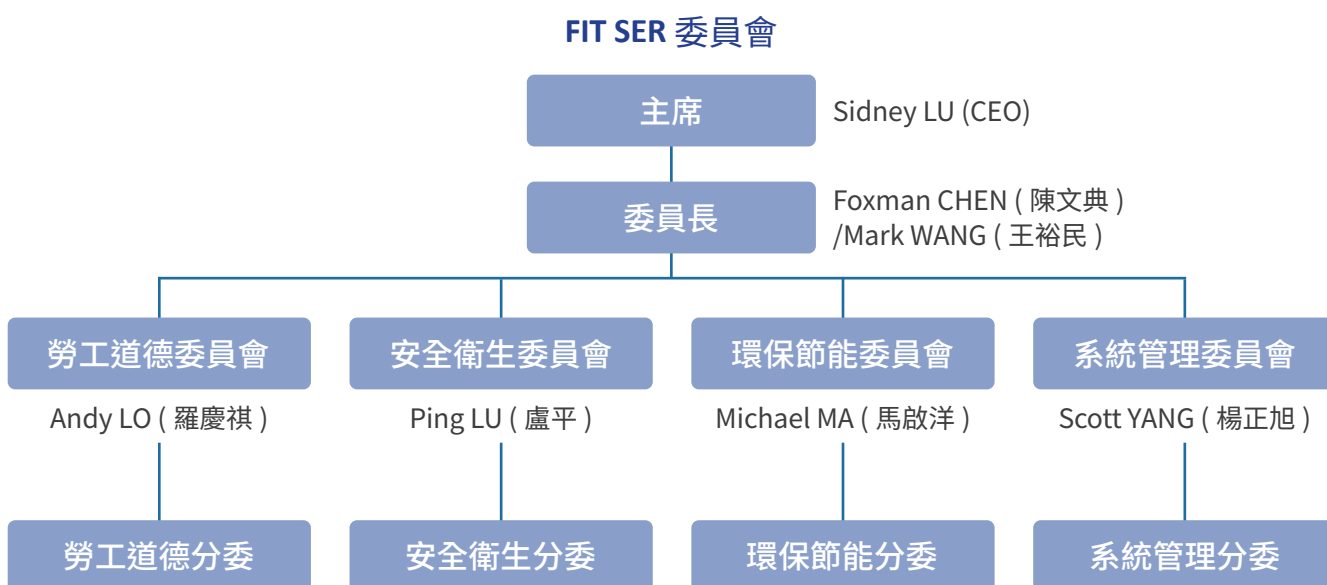 FIT SER 委員會
主席
Sidney LU (CEO)
委員長
Foxman CHEN ( 陳文典 )
/Mark WANG ( 王裕民 )
勞工道德委員會
安全衛生委員會
環保節能委員會
系統管理委員會
Andy LO ( 羅慶祺 )
Ping LU ( 盧平 )
Michael MA ( 馬啟洋 )
Scott YANG ( 楊正旭 )
勞工道德分委
安全衛生分委
環保節能分委
系統管理分委